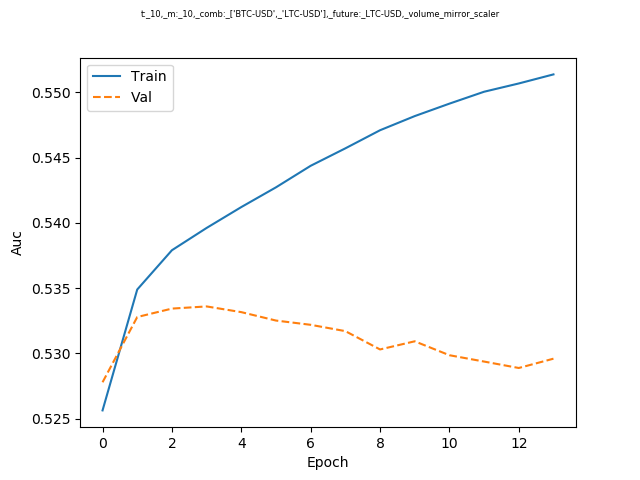 t:_10,_m:_10,_comb:_['BTC-USD',_'LTC-USD'],_future:_LTC-USD,_volume_mirror_scaler
Train
Val
0.550
0.545
0.540
0.535
0.530
0.525
Auc
0 2 4 6 8 10 12
Epoch